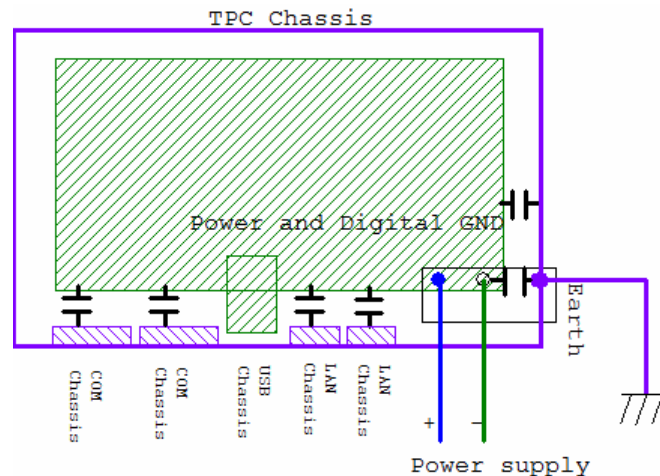 TPC Chassis
Power and Digital GND
Earth
COM
Chassis
COM
Chassis
USB
Chassis
LAN
Chassis
LAN
Chassis
+
-
Power supply